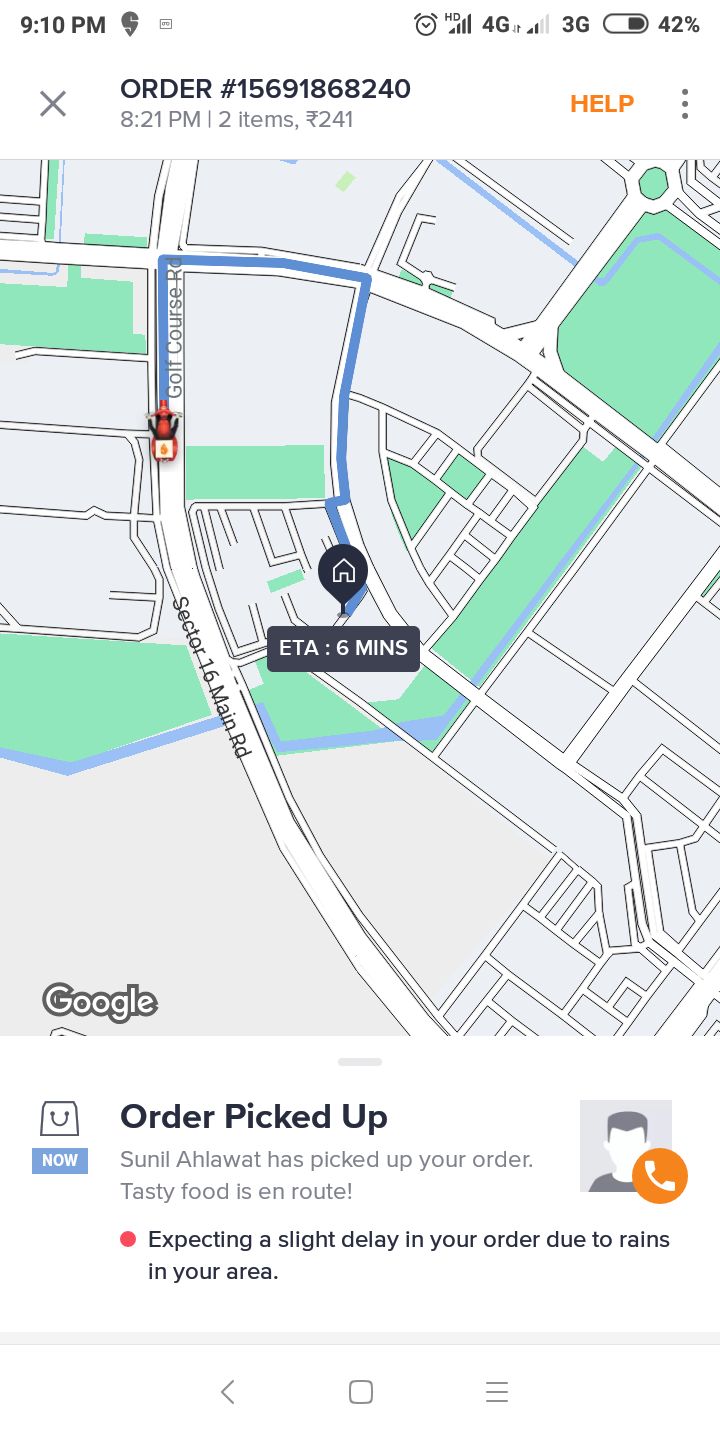 9:10 PM HD 4G 3G 42%
ORDER #15691868240
8:21 PM | 2 items, ₹241
HELP
Golf Course Rd
ETA : 6 MINS
Sector 16 Main Rd
Google
Order Picked Up
NOW
Sunil Ahlawat has picked up your order.
Tasty food is en route!
Expecting a slight delay in your order due to rains
in your area.